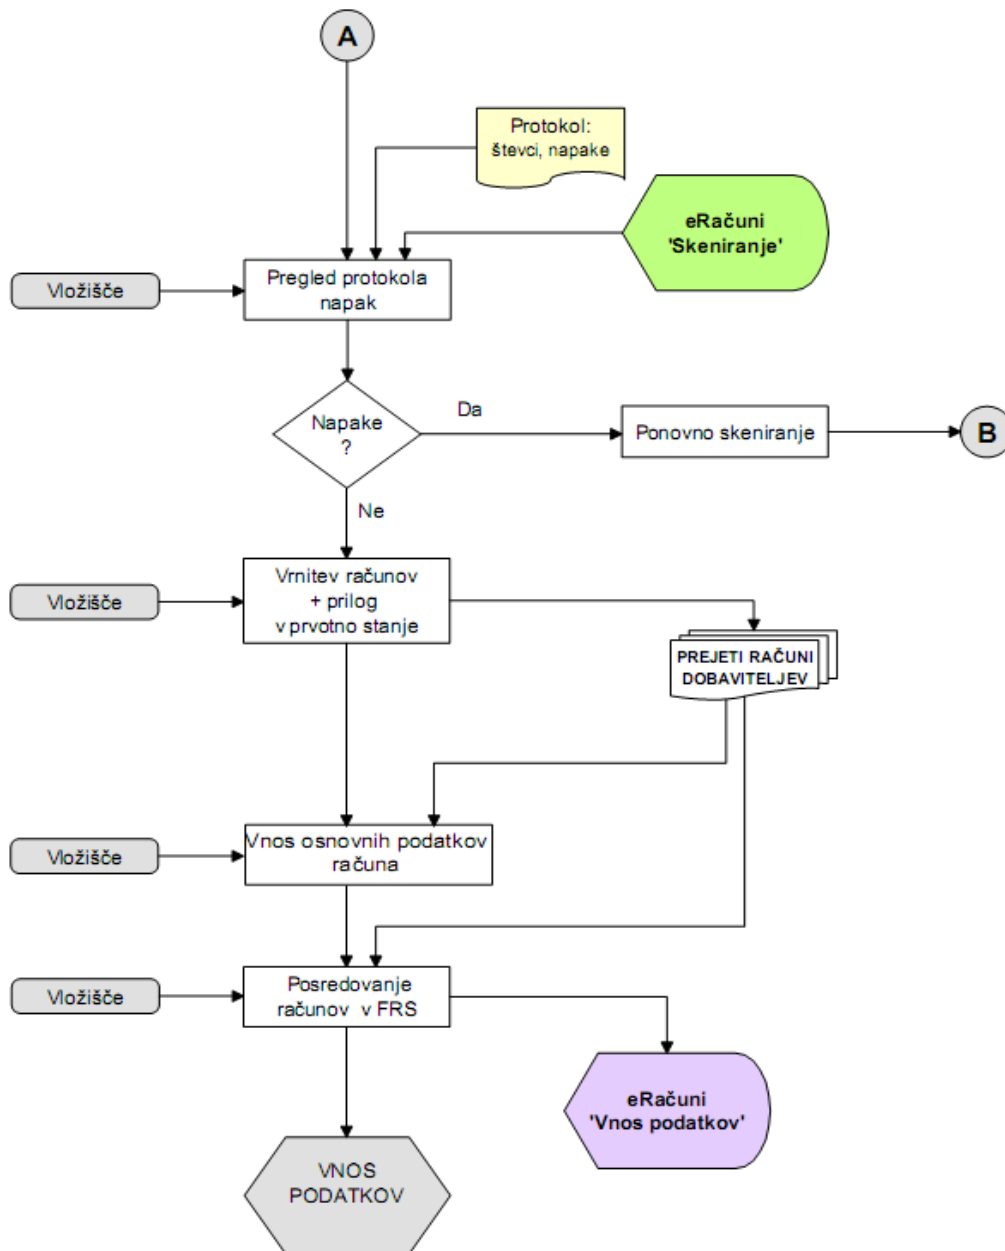 A
Protokol:
števci, napake
eRačuni
'Skeniranje'
Vložišče
Pregled protokola
napak
Napake
?
Da
Ponovno skeniranje
B
Ne
Vložišče
Vrnitev računov
+ prilog
v prvotno stanje
PREJETI RAČUNI
DOBAVITELJEV
Vložišče
Vnos osnovnih podatkov
računa
Vložišče
Posredovanje
računov v FRS
eRačuni
'Vnos podatkov'
VNOS
PODATKOV